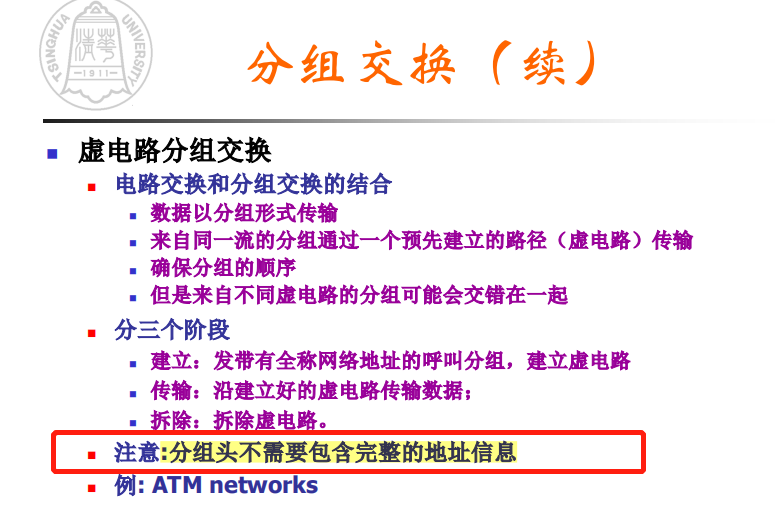 TSINGHUA UNIVERSITY
清華
-1911-
分组交换（续）
虚电路分组交换
电路交换和分组交换的结合
数据以分组形式传输
来自同一流的分组通过一个预先建立的路径（虚电路）传输
确保分组的顺序
但是来自不同虚电路的分组可能会交错在一起
分三个阶段
建立：发带有全称网络地址的呼叫分组，建立虚电路
传输：沿建立好的虚电路传输数据；
拆除：拆除虚电路。
注意:分组头不需要包含完整的地址信息
例: ATM networks